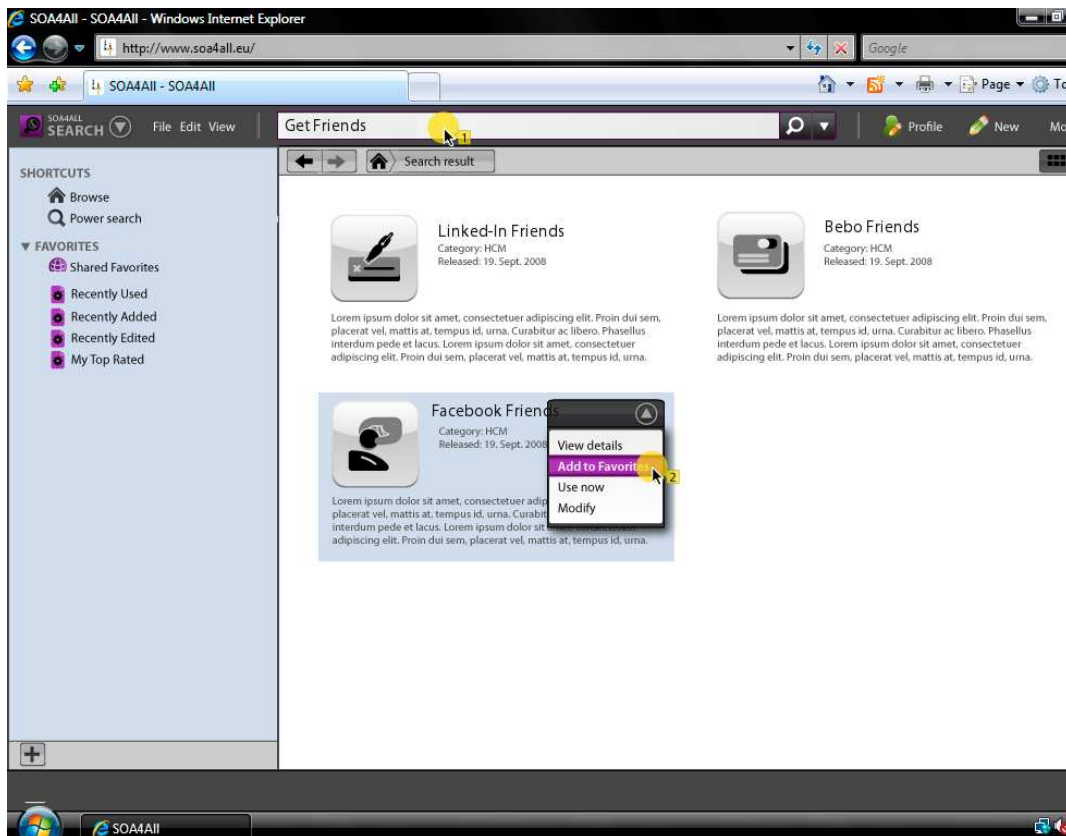 SOA4All - SOA4All - Windows Internet Explorer
http://www.soa4all.eu/
Google
SOA4All - SOA4All
Page
SOA4ALL
SEARCH
File Edit View
Get Friends
1
Profile
New
Search result
SHORTCUTS
Browse
Power search
FAVORITES
Shared Favorites
Recently Used
Recently Added
Recently Edited
My Top Rated
Linked-In Friends
Category: HCM
Released: 19. Sept. 2008
Lorem ipsum dolor sit amet, consectetuer adipiscing elit. Proin dui sem,
placerat vel, mattis at, tempus id, urna. Curabitur ac libero. Phasellus
interdum pede et lacus. Lorem ipsum dolor sit amet, consectetuer
adipiscing elit. Proin dui sem, placerat vel, mattis at, tempus id, urna.
Bebo Friends
Category: HCM
Released: 19. Sept. 2008
Lorem ipsum dolor sit amet, consectetuer adipiscing elit. Proin dui sem,
placerat vel, mattis at, tempus id, urna. Curabitur ac libero. Phasellus
interdum pede et lacus. Lorem ipsum dolor sit amet, consectetuer
adipiscing elit. Proin dui sem, placerat vel, mattis at, tempus id, urna.
Facebook Friends
Category: HCM
Released: 19. Sept. 2008
Lorem ipsum dolor sit amet, consectetuer
placerat vel, mattis at, tempus id, urna.
interdum pede et lacus. Lorem ipsum dolor sit
adipiscing elit. Proin dui sem, placerat vel, mattis at, tempus id, urna.
View details
Add to Favorites
2
Use now
Modify
SOA4All